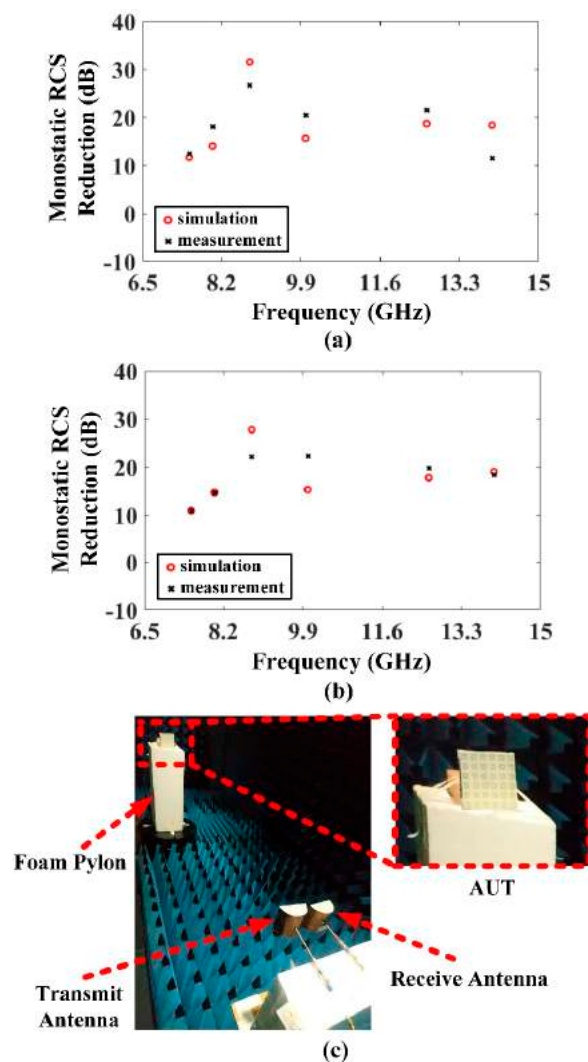 40
30
20
10
0
-10
Monostatic RCS
Reduction (dB)
simulation
measurement
6.5 8.2 9.9 11.6 13.3 15
Frequency (GHz)
(a)
40
30
20
10
0
-10
Monostatic RCS
Reduction (dB)
simulation
measurement
6.5 8.2 9.9 11.6 13.3 15
Frequency (GHz)
(b)
Foam Pylon
AUT
Transmit
Antenna
Receive Antenna
(c)